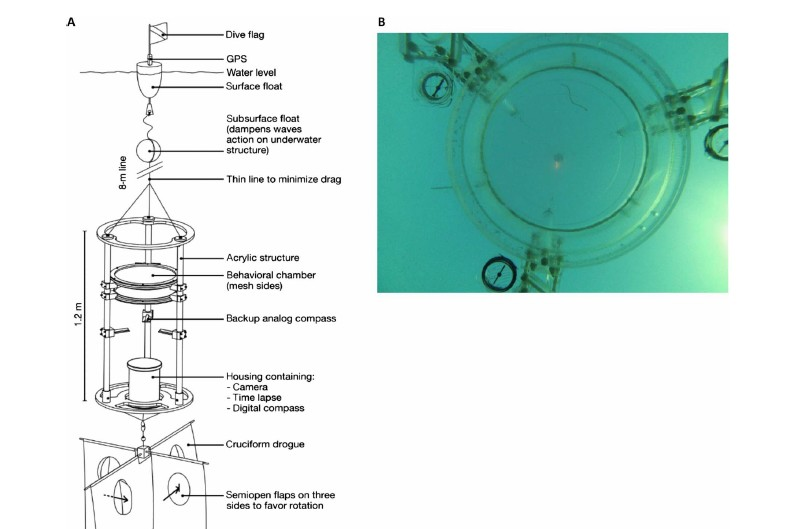 A
B
Dive flag
GPS
Water level
Surface float
Subsurface float
(dampens waves
action on underwater
structure)
8-m line
Thin line to minimize drag
Acrylic structure
Behavioral chamber
(mesh sides)
1.2 m
Backup analog compass
Housing containing:
- Camera
- Time lapse
- Digital compass
Cruciform drogue
Semiopen flaps on three
sides to favor rotation